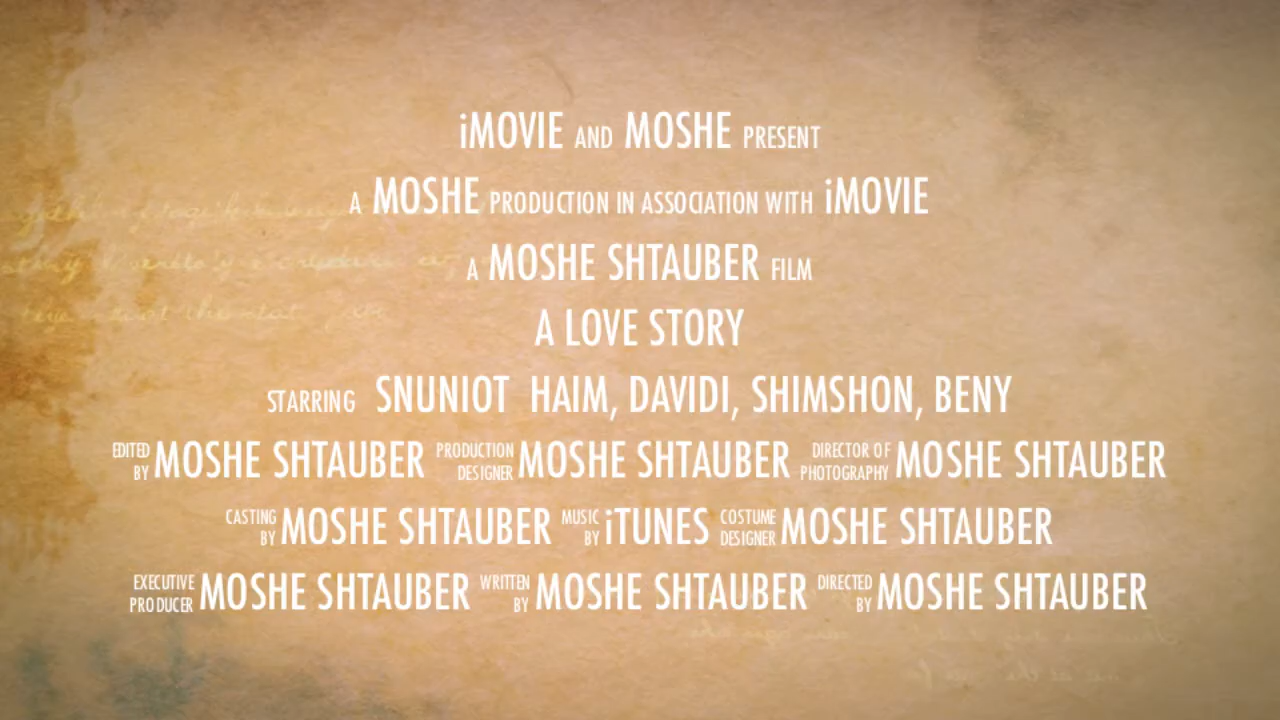 iMOVIE AND MOSHE PRESENT
A MOSHE PRODUCTION IN ASSOCIATION WITH iMOVIE
A MOSHE SHTAUBER FILM
A LOVE STORY
STARRING SNUNIOT HAIM, DAVIDI, SHIMSHON, BENY
EDITED BY MOSHE SHTAUBER PRODUCTION DESIGNER MOSHE SHTAUBER DIRECTOR OF PHOTOGRAPHY MOSHE SHTAUBER
CASTING BY MOSHE SHTAUBER MUSIC BY iTUNES COSTUME DESIGNER MOSHE SHTAUBER
EXECUTIVE PRODUCER MOSHE SHTAUBER WRITTEN BY MOSHE SHTAUBER DIRECTED BY MOSHE SHTAUBER